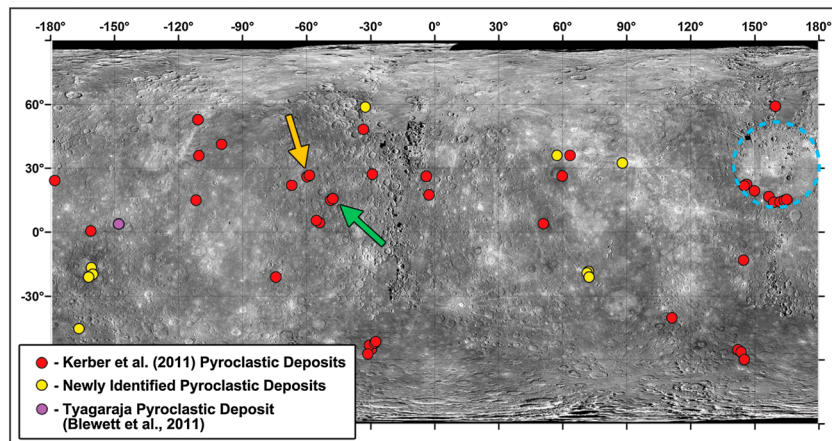 -180° -150° -120° -90° -60° -30° 0° 30° 60° 90° 120° 150° 180°
60°
30°
0°
-30°
- Kerber et al. (2011) Pyroclastic Deposits
- Newly Identified Pyroclastic Deposits
- Tyagaraja Pyroclastic Deposit
(Blewett et al., 2011)